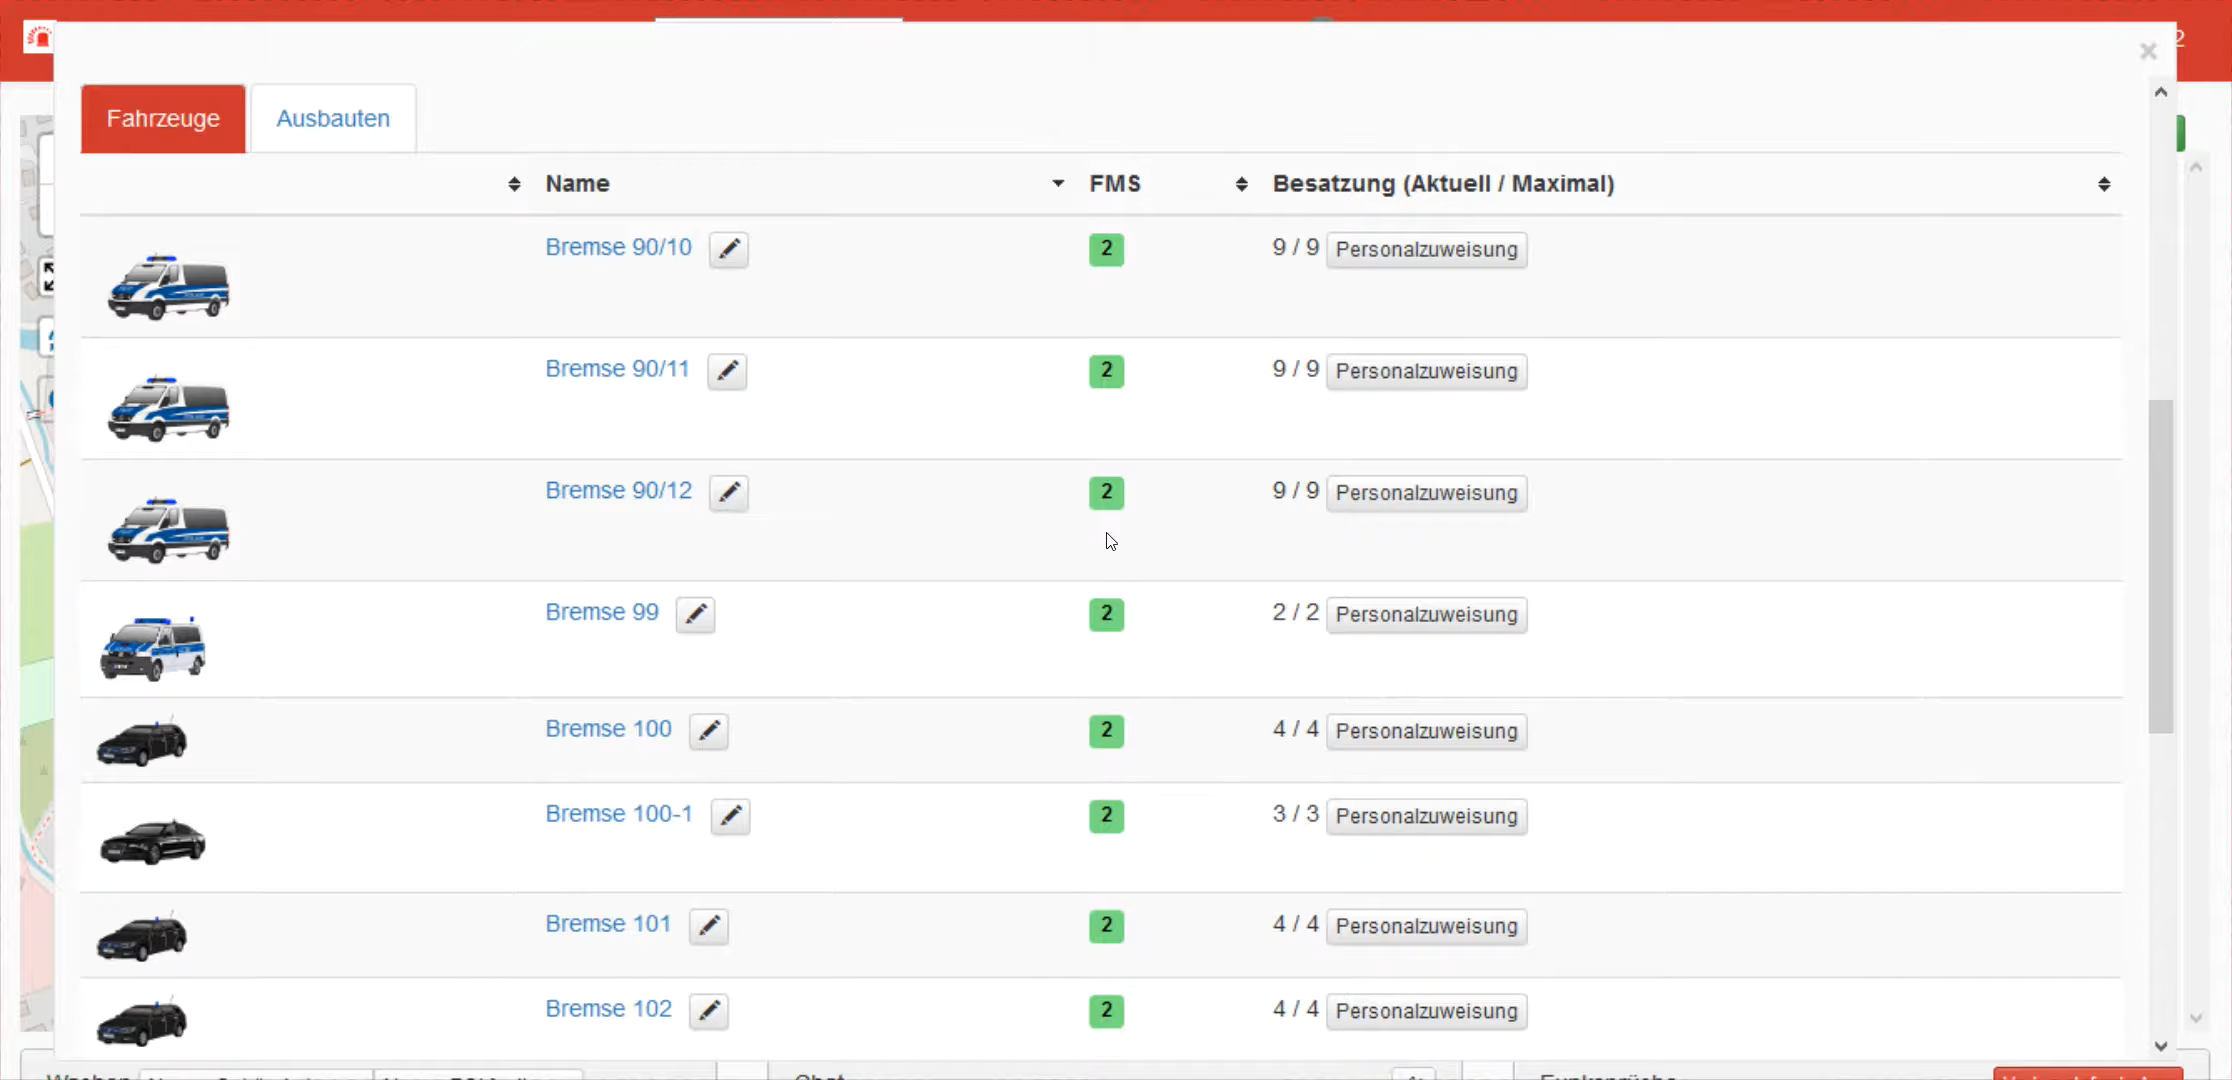 Fahrzeuge Ausbauten
Name FMS Besatzung (Aktuell / Maximal)
Bremse 90/10 2 9 / 9 Personalzuweisung
Bremse 90/11 2 9 / 9 Personalzuweisung
Bremse 90/12 2 9 / 9 Personalzuweisung
Bremse 99 2 2 / 2 Personalzuweisung
Bremse 100 2 4 / 4 Personalzuweisung
Bremse 100-1 2 3 / 3 Personalzuweisung
Bremse 101 2 4 / 4 Personalzuweisung
Bremse 102 2 4 / 4 Personalzuweisung